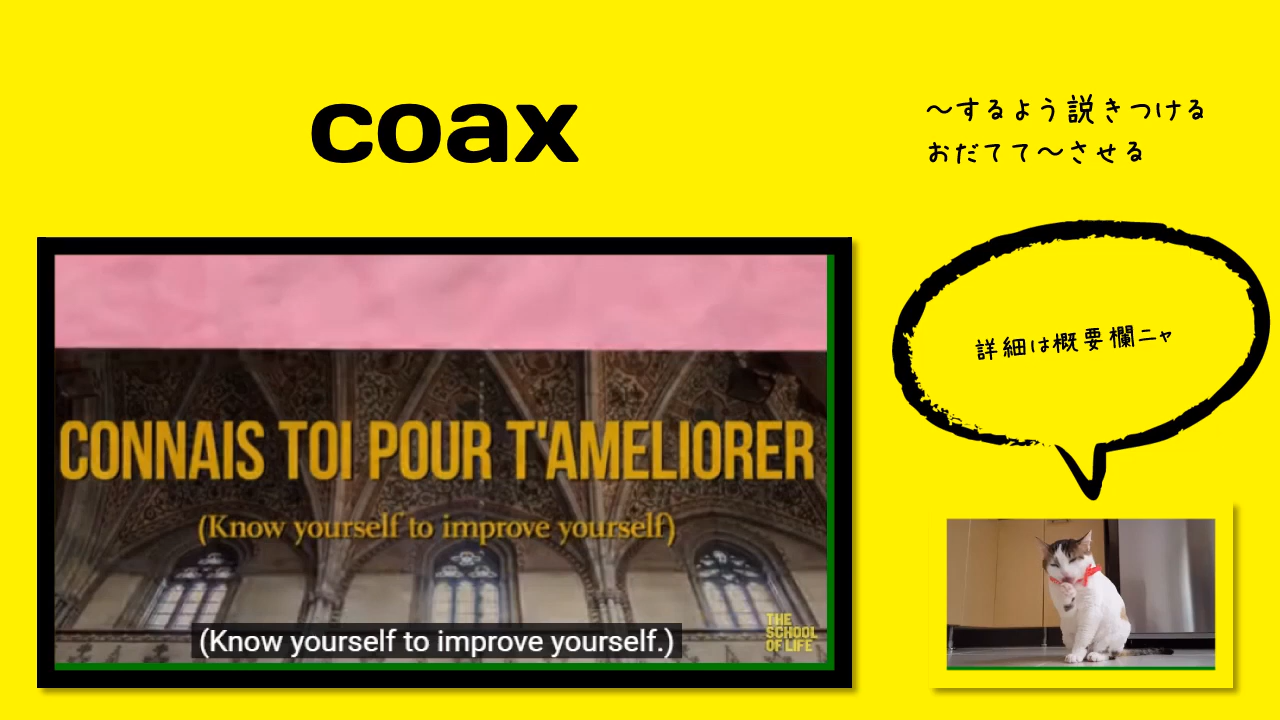 coax
〜するよう説きつける
おだてて〜させる
詳細は概要欄ニャ
CONNAIS TOI POUR T'AMELIORER
(Know yourself to improve yourself)
(Know yourself to improve yourself.)
THE
SCHOOL
OF LIFE